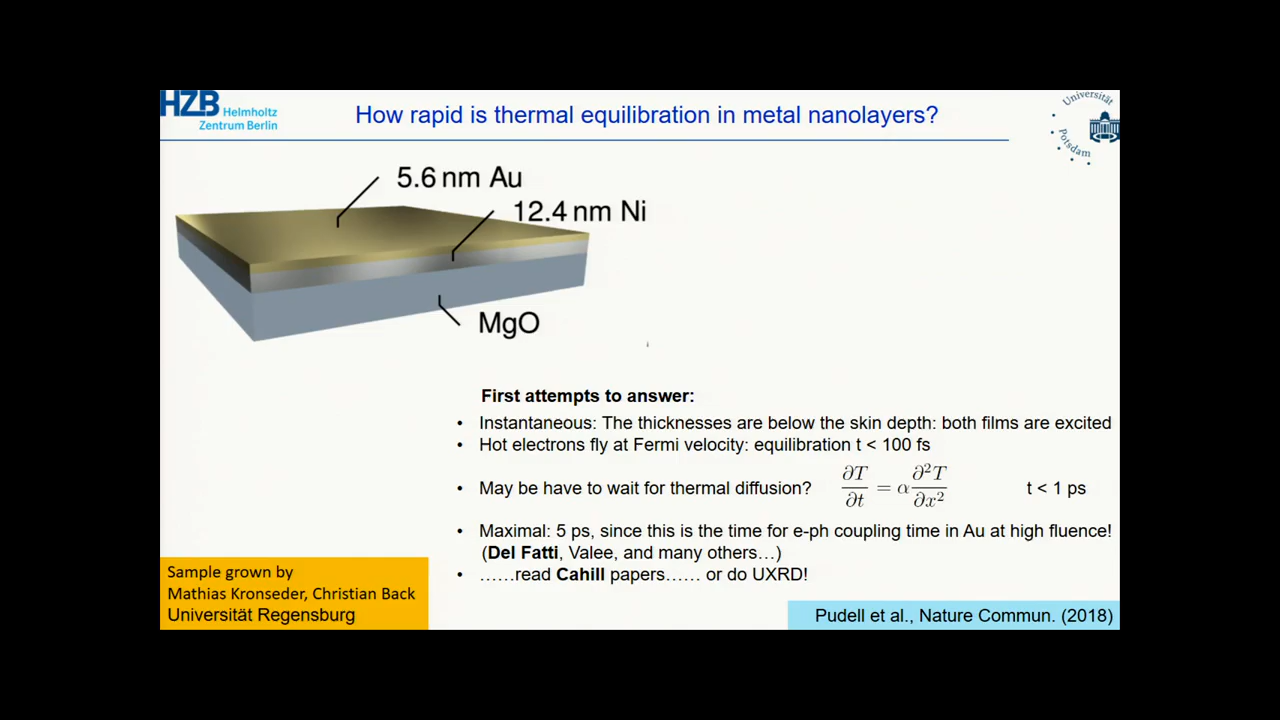 HZB Helmholtz
Zentrum Berlin
How rapid is thermal equilibration in metal nanolayers?
Universität
Potsdam
5.6 nm Au
12.4 nm Ni
MgO
First attempts to answer:
• Instantaneous: The thicknesses are below the skin depth: both films are excited
• Hot electrons fly at Fermi velocity: equilibration t < 100 fs
• May be have to wait for thermal diffusion? ∂T/∂t = α ∂²T/∂x² t < 1 ps
• Maximal: 5 ps, since this is the time for e-ph coupling time in Au at high fluence!
(Del Fatti, Valee, and many others…)
• ……read Cahill papers…… or do UXRD!
Sample grown by
Mathias Kronseder, Christian Back
Universität Regensburg
Pudell et al., Nature Commun. (2018)